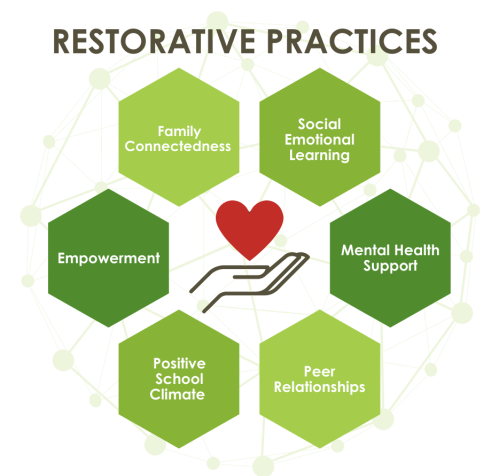 RESTORATIVE PRACTICES
Family
Connectedness
Social
Emotional
Learning
Empowerment
Mental Health
Support
Positive
School
Climate
Peer
Relationships